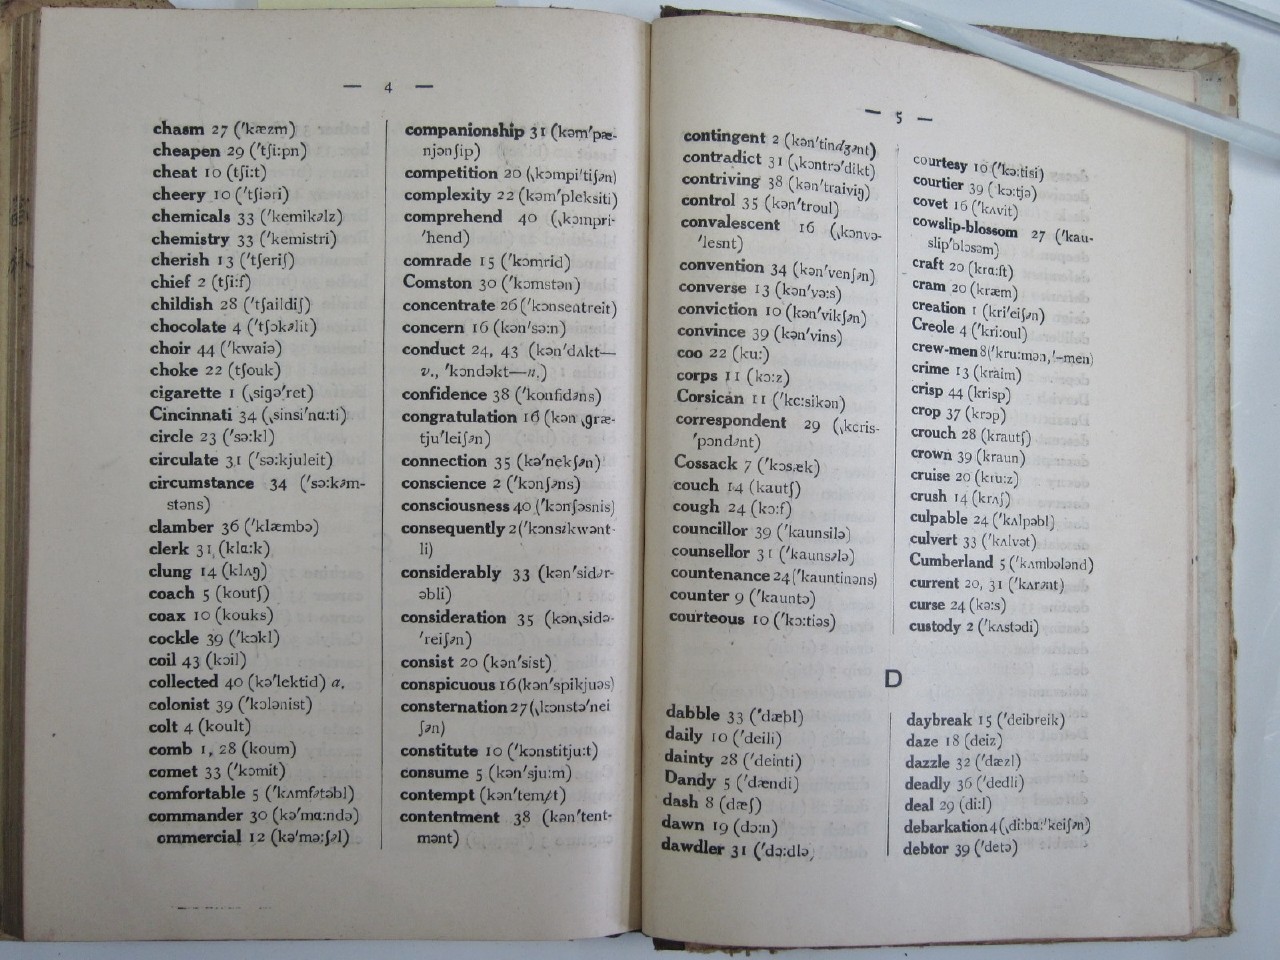 — 4 —
chasm 27 ('kæzm)
cheapen 29 ('tʃi:pn)
cheat 10 (tʃi:t)
cheery 10 ('tʃiəri)
chemicals 33 ('kemikəlz)
chemistry 33 ('kemistri)
cherish 13 ('tʃeriʃ)
chief 2 (tʃi:f)
childish 28 ('tʃaildiʃ)
chocolate 4 ('tʃɔkəlit)
choir 44 ('kwaiə)
choke 22 (tʃouk)
cigarette 1 (ˌsigə'ret)
Cincinnati 34 (ˌsinsi'nɑ:ti)
circle 23 ('sə:kl)
circulate 31 ('sə:kjuleit)
circumstance 34 ('sə:kəm-
stəns)
clamber 36 ('klæmbə)
clerk 31 (klɑ:k)
clung 14 (klʌŋ)
coach 5 (koutʃ)
coax 10 (kouks)
cockle 39 ('kɔkl)
coil 43 (kɔil)
collected 40 (kə'lektid) a.
colonist 39 ('kɔlənist)
colt 4 (koult)
comb 1, 28 (koum)
comet 33 ('kɔmit)
comfortable 5 ('kʌmfətəbl)
commander 30 (kə'mɑ:ndə)
ommercial 12 (kə'mə:ʃəl)
companionship 31 (kəm'pæ-
njənʃip)
competition 20 (ˌkɔmpi'tiʃən)
complexity 22 (kəm'pleksiti)
comprehend 40 (ˌkɔmpri-
'hend)
comrade 15 ('kɔmrid)
Comston 30 ('kɔmstən)
concentrate 26 ('kɔnsentreit)
concern 16 (kən'sə:n)
conduct 24, 43 (kən'dʌkt—
v., 'kɔndəkt—n.)
confidence 38 ('kɔnfidəns)
congratulation 16 (kənˌgræ-
tju'leiʃən)
connection 35 (kə'nekʃən)
conscience 2 ('kɔnʃəns)
consciousness 40 ('kɔnʃəsnis)
consequently 2 ('kɔnsikwənt-
li)
considerably 33 (kən'sidər-
əbli)
consideration 35 (kənˌsidə-
'reiʃən)
consist 20 (kən'sist)
conspicuous 16 (kən'spikjuəs)
consternation 27 (ˌkɔnstə'nei
ʃən)
constitute 10 ('kɔnstitju:t)
consume 5 (kən'sju:m)
contempt (kən'tempt)
contentment 38 (kən'tent-
mənt)
— 5 —
contingent 2 (kən'tindʒənt)
contradict 31 (ˌkɔntrə'dikt)
contriving 38 (kən'traiviŋ)
control 35 (kən'troul)
convalescent 16 (ˌkɔnvə-
'lesnt)
convention 34 (kən'venʃən)
converse 13 (kən'və:s)
conviction 10 (kən'vikʃən)
convince 39 (kən'vins)
coo 22 (ku:)
corps 11 (kɔ:z)
Corsican 11 ('kɔ:sikən)
correspondent 29 (ˌkɔris-
'pɔndənt)
Cossack 7 ('kɔsæk)
couch 14 (kautʃ)
cough 24 (kɔ:f)
councillor 39 ('kaunsilə)
counsellor 31 ('kaunsələ)
countenance 24 ('kauntinəns)
counter 9 ('kauntə)
courteous 10 ('kɔ:tiəs)
courtesy 10 ('kə:tisi)
courtier 39 ('kɔ:tjə)
covet 16 ('kʌvit)
cowslip-blossom 27 ('kau-
slip'blɔsəm)
craft 20 (krɑ:ft)
cram 20 (kræm)
creation 1 (kri'eiʃən)
Creole 4 ('kri:oul)
crew-men 8 ('kru:mən, '-men)
crime 13 (kraim)
crisp 44 (krisp)
crop 37 (krɔp)
crouch 28 (krautʃ)
crown 39 (kraun)
cruise 20 (kru:z)
crush 14 (krʌʃ)
culpable 24 ('kʌlpəbl)
culvert 33 ('kʌlvət)
Cumberland 5 ('kʌmbələnd)
current 20, 31 ('kʌrənt)
curse 24 (kə:s)
custody 2 ('kʌstədi)
D
dabble 33 ('dæbl)
daily 10 ('deili)
dainty 28 ('deinti)
Dandy 5 ('dændi)
dash 8 (dæʃ)
dawn 19 (dɔ:n)
dawdler 31 ('dɔ:dlə)
daybreak 15 ('deibreik)
daze 18 (deiz)
dazzle 32 ('dæzl)
deadly 36 ('dedli)
deal 29 (di:l)
debarkation 4 (ˌdi:bɑ:'keiʃən)
debtor 39 ('detə)